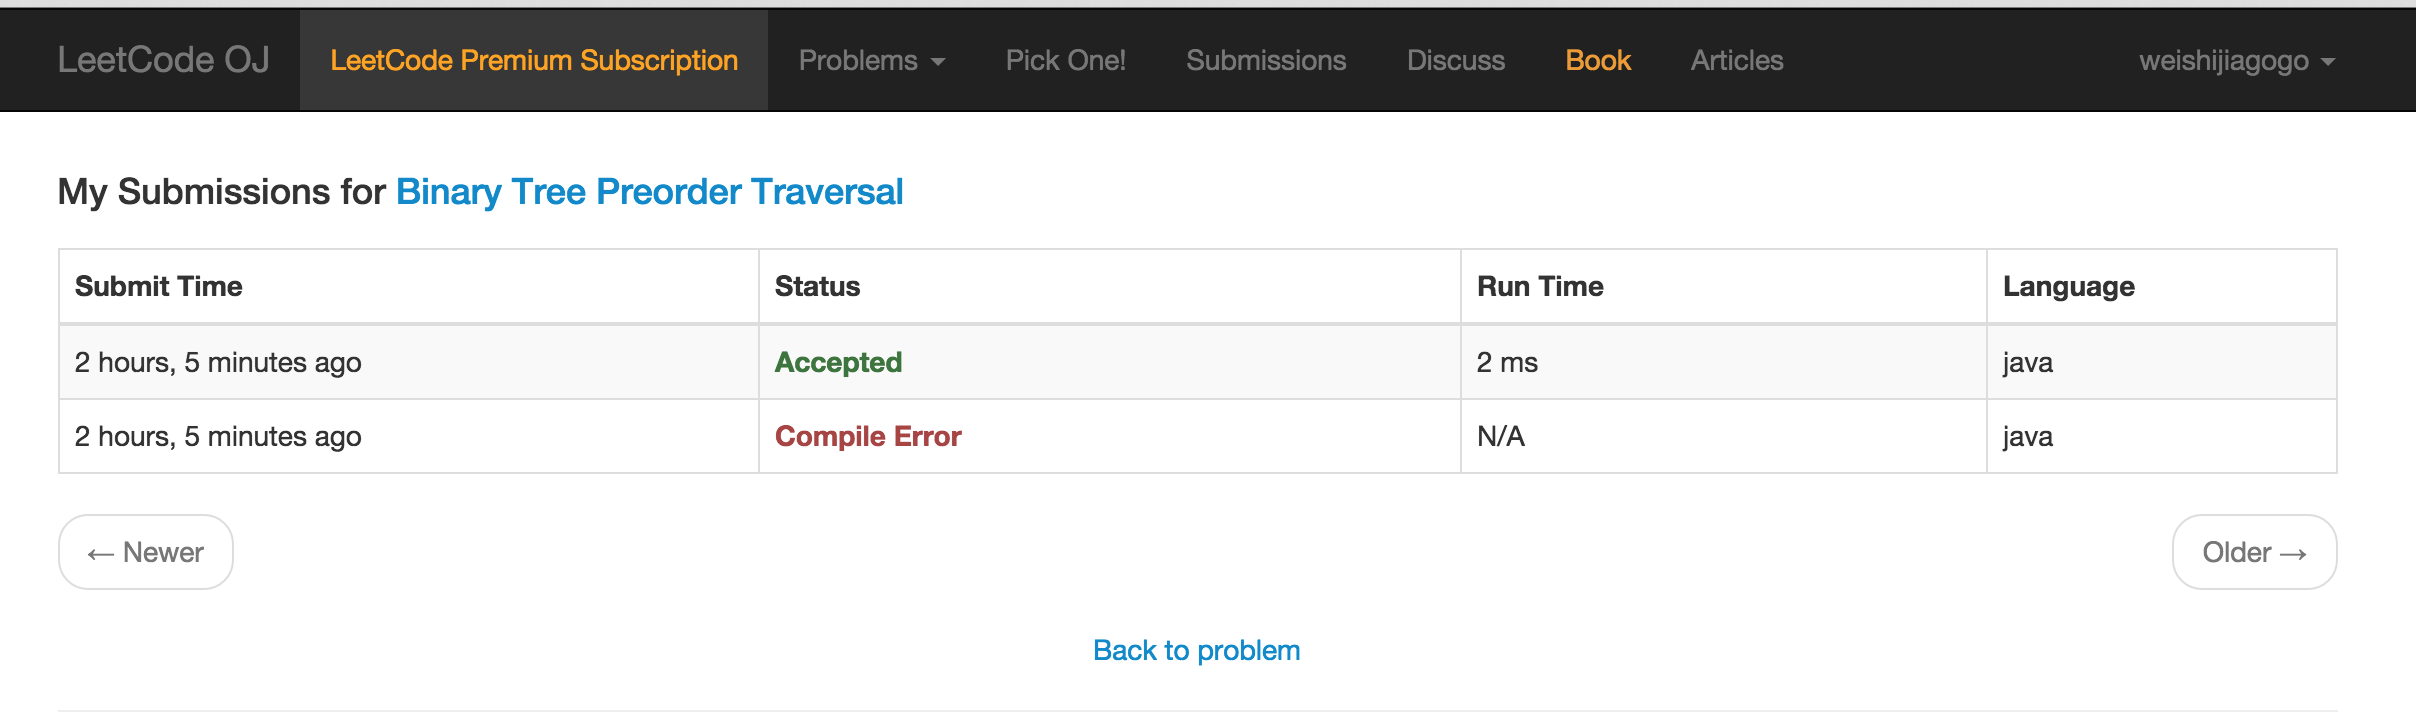 LeetCode OJ LeetCode Premium Subscription Problems Pick One! Submissions Discuss Book Articles weishijiagogo
My Submissions for Binary Tree Preorder Traversal
Submit Time Status Run Time Language
2 hours, 5 minutes ago Accepted 2 ms java
2 hours, 5 minutes ago Compile Error N/A java
← Newer Older →
Back to problem